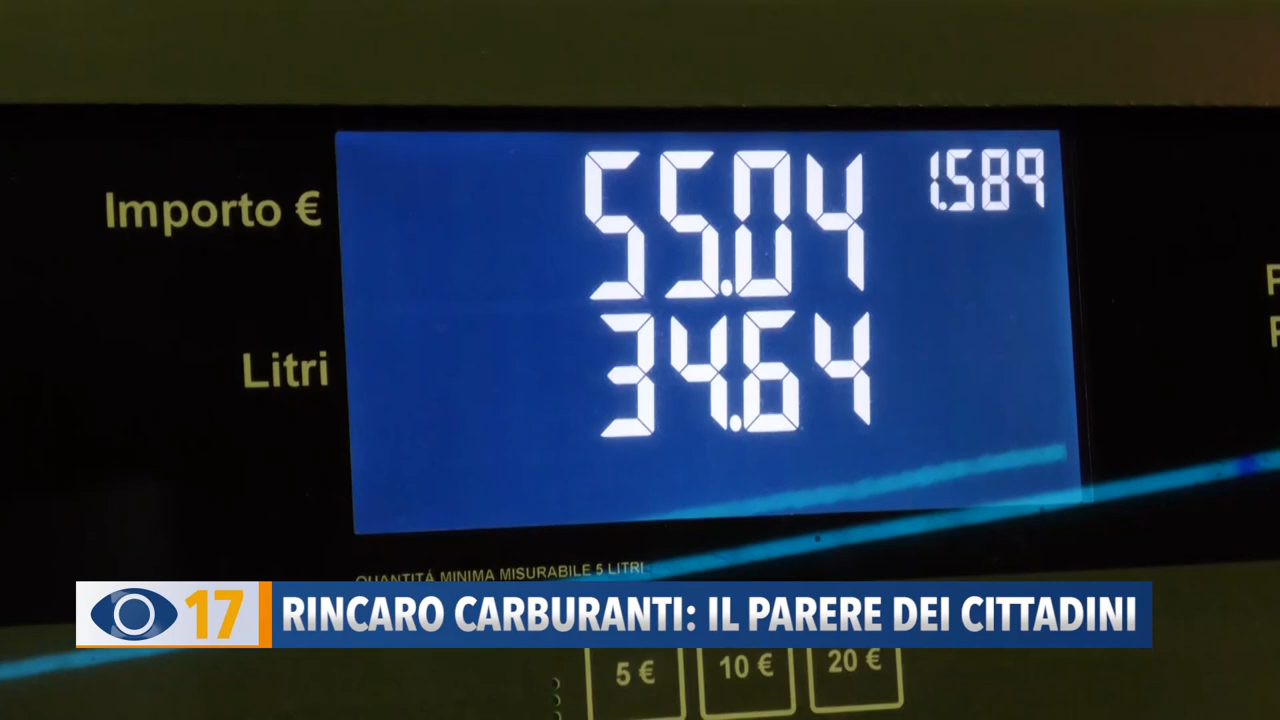 Importo €
55.04
1.589
Litri
34.64
QUANTITÁ MINIMA MISURABILE 5 LITRI
17
RINCARO CARBURANTI: IL PARERE DEI CITTADINI
5 €
10 €
20 €